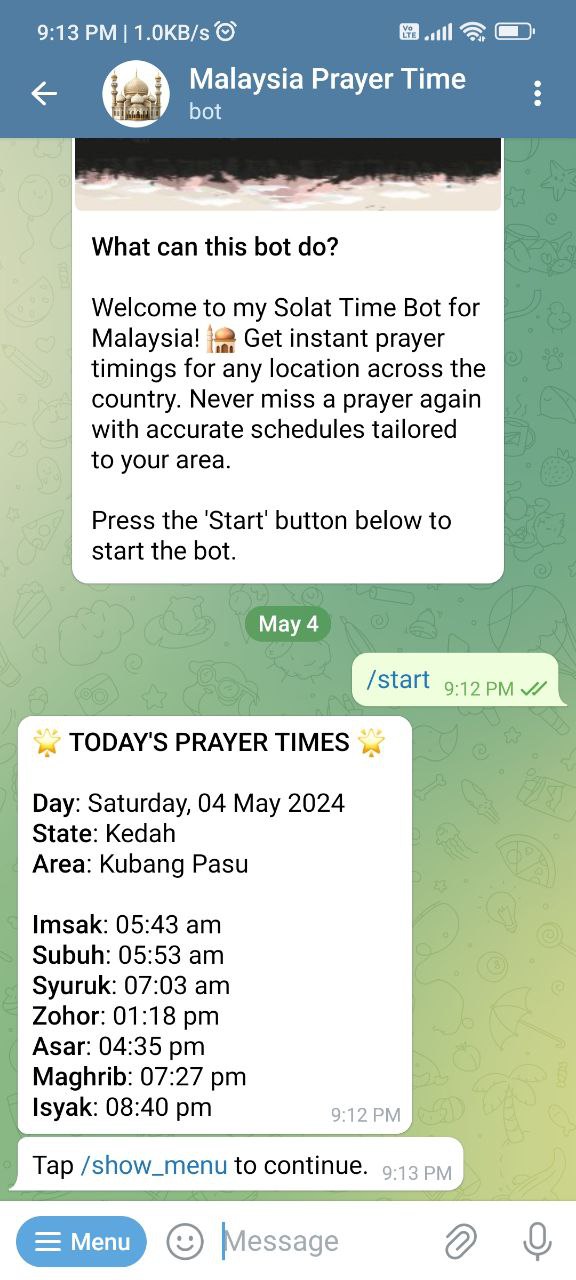 9:13 PM | 1.0KB/s
Vo LTE
Malaysia Prayer Time
bot
What can this bot do?
Welcome to my Solat Time Bot for
Malaysia! 🕌 Get instant prayer
timings for any location across the
country. Never miss a prayer again
with accurate schedules tailored
to your area.
Press the 'Start' button below to
start the bot.
May 4
/start 9:12 PM
🌟 TODAY'S PRAYER TIMES 🌟
Day: Saturday, 04 May 2024
State: Kedah
Area: Kubang Pasu
Imsak: 05:43 am
Subuh: 05:53 am
Syuruk: 07:03 am
Zohor: 01:18 pm
Asar: 04:35 pm
Maghrib: 07:27 pm
Isyak: 08:40 pm
9:12 PM
Tap /show_menu to continue. 9:13 PM
Menu
Message